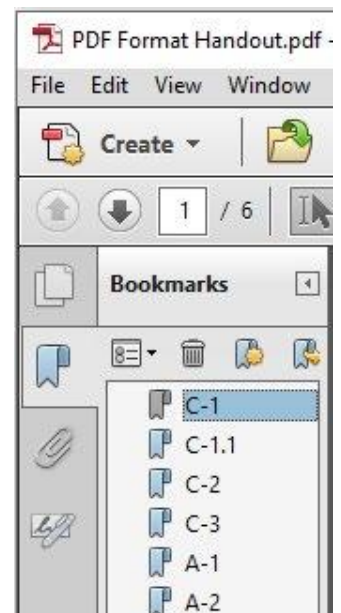 PDF Format Handout.pdf -
File Edit View Window
Create
1 / 6
Bookmarks
C-1
C-1.1
C-2
C-3
A-1
A-2